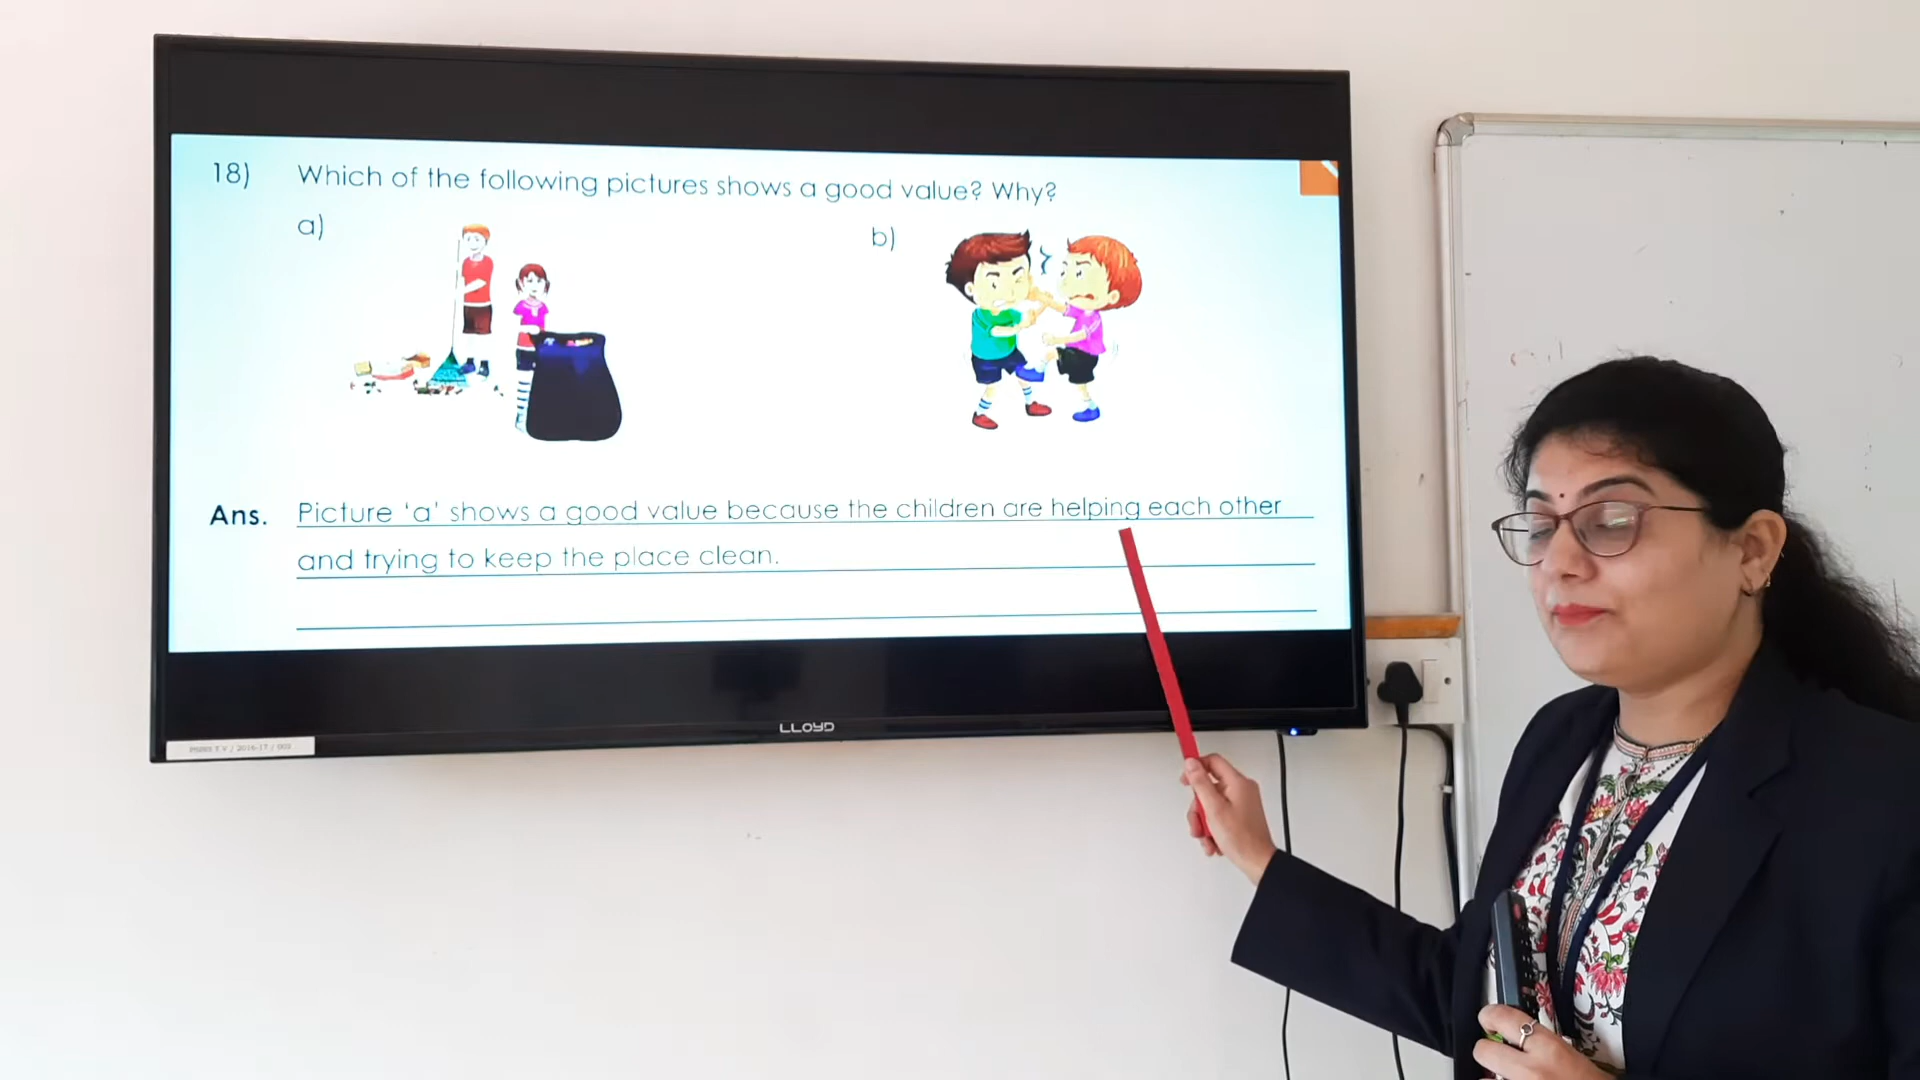 18) Which of the following pictures shows a good value? Why?
a) b)
Ans. Picture 'a' shows a good value because the children are helping each other
and trying to keep the place clean.
LLOYD